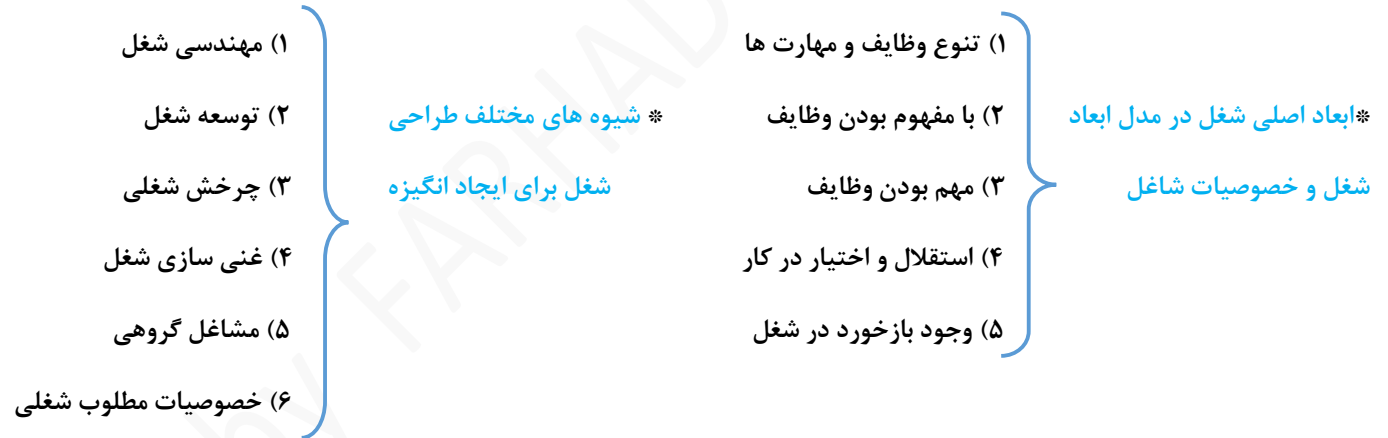 *ابعاد اصلی شغل در مدل ابعاد
شغل و خصوصیات شاغل
۱) تنوع وظایف و مهارت ها
۲) با مفهوم بودن وظایف
۳) مهم بودن وظایف
۴) استقلال و اختیار در کار
۵) وجود بازخورد در شغل
* شیوه های مختلف طراحی
شغل برای ایجاد انگیزه
۱) مهندسی شغل
۲) توسعه شغل
۳) چرخش شغلی
۴) غنی سازی شغل
۵) مشاغل گروهی
۶) خصوصیات مطلوب شغلی
by FARHAD